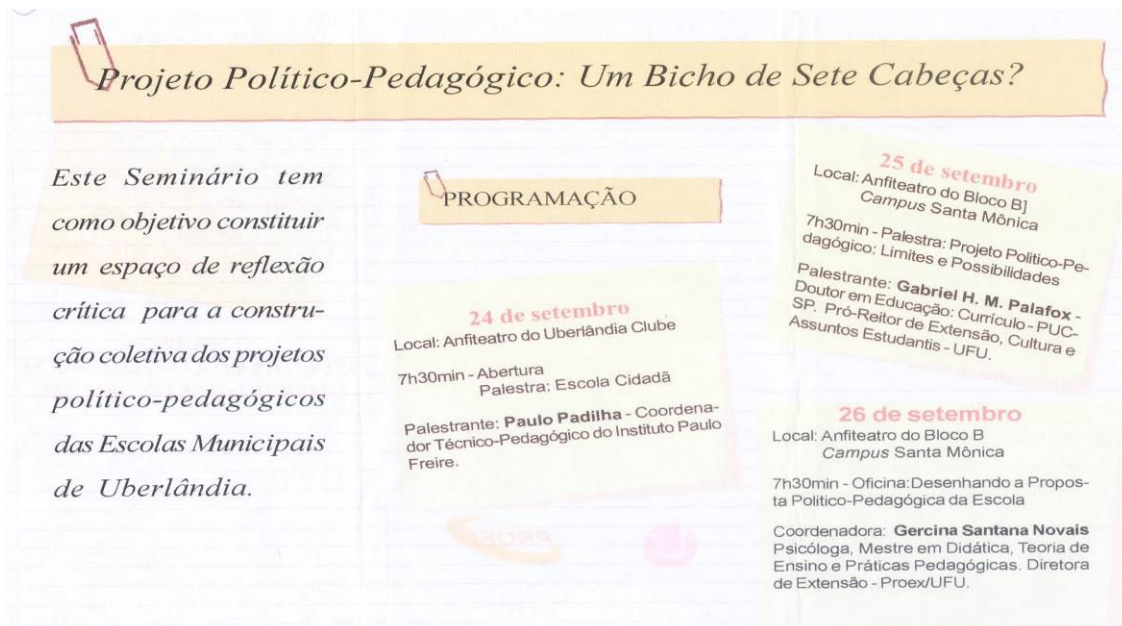 Projeto Político-Pedagógico: Um Bicho de Sete Cabeças?
Este Seminário tem
como objetivo constituir
um espaço de reflexão
crítica para a constru-
ção coletiva dos projetos
político-pedagógicos
das Escolas Municipais
de Uberlândia.
PROGRAMAÇÃO
24 de setembro
Local: Anfiteatro do Uberlândia Clube
7h30min - Abertura
Palestra: Escola Cidadã
Palestrante: Paulo Padilha - Coordena-
dor Técnico-Pedagógico do Instituto Paulo
Freire.
25 de setembro
Local: Anfiteatro do Bloco B]
Campus Santa Mônica
7h30min - Palestra: Projeto Politico-Pe-
dagógico: Limites e Possibilidades
Palestrante: Gabriel H. M. Palafox -
Doutor em Educação: Currículo - PUC-
SP. Pró-Reitor de Extensão, Cultura e
Assuntos Estudantis - UFU.
26 de setembro
Local: Anfiteatro do Bloco B
Campus Santa Mônica
7h30min - Oficina: Desenhando a Propos-
ta Politico-Pedagógica da Escola
Coordenadora: Gercina Santana Novais
Psicóloga, Mestre em Didática, Teoria de
Ensino e Práticas Pedagógicas. Diretora
de Extensão - Proex/UFU.